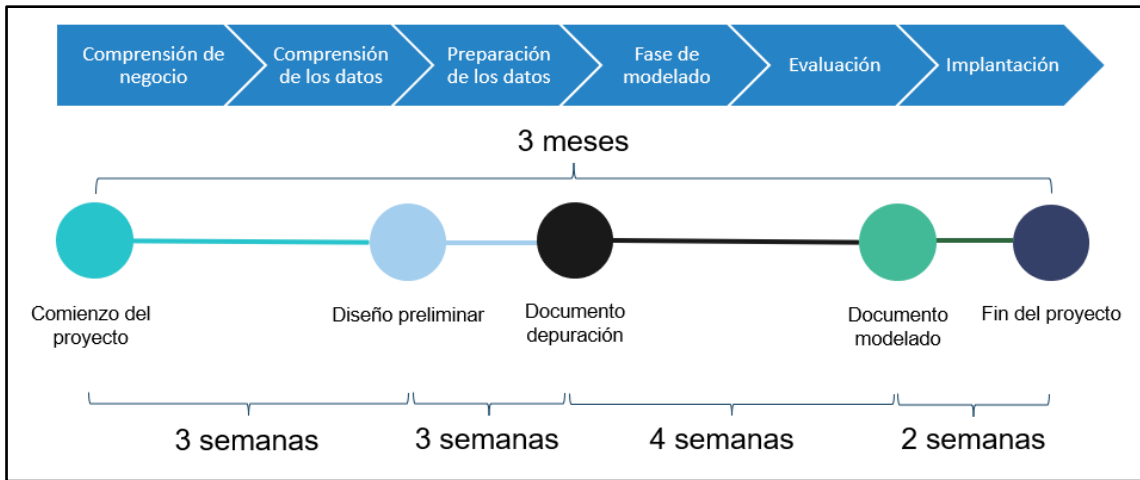 Comprensión de
negocio
Comprensión
de los datos
Preparación
de los datos
Fase de
modelado
Evaluación
Implantación
3 meses
Comienzo del
proyecto
Diseño preliminar
Documento
depuración
Documento
modelado
Fin del proyecto
3 semanas
3 semanas
4 semanas
2 semanas